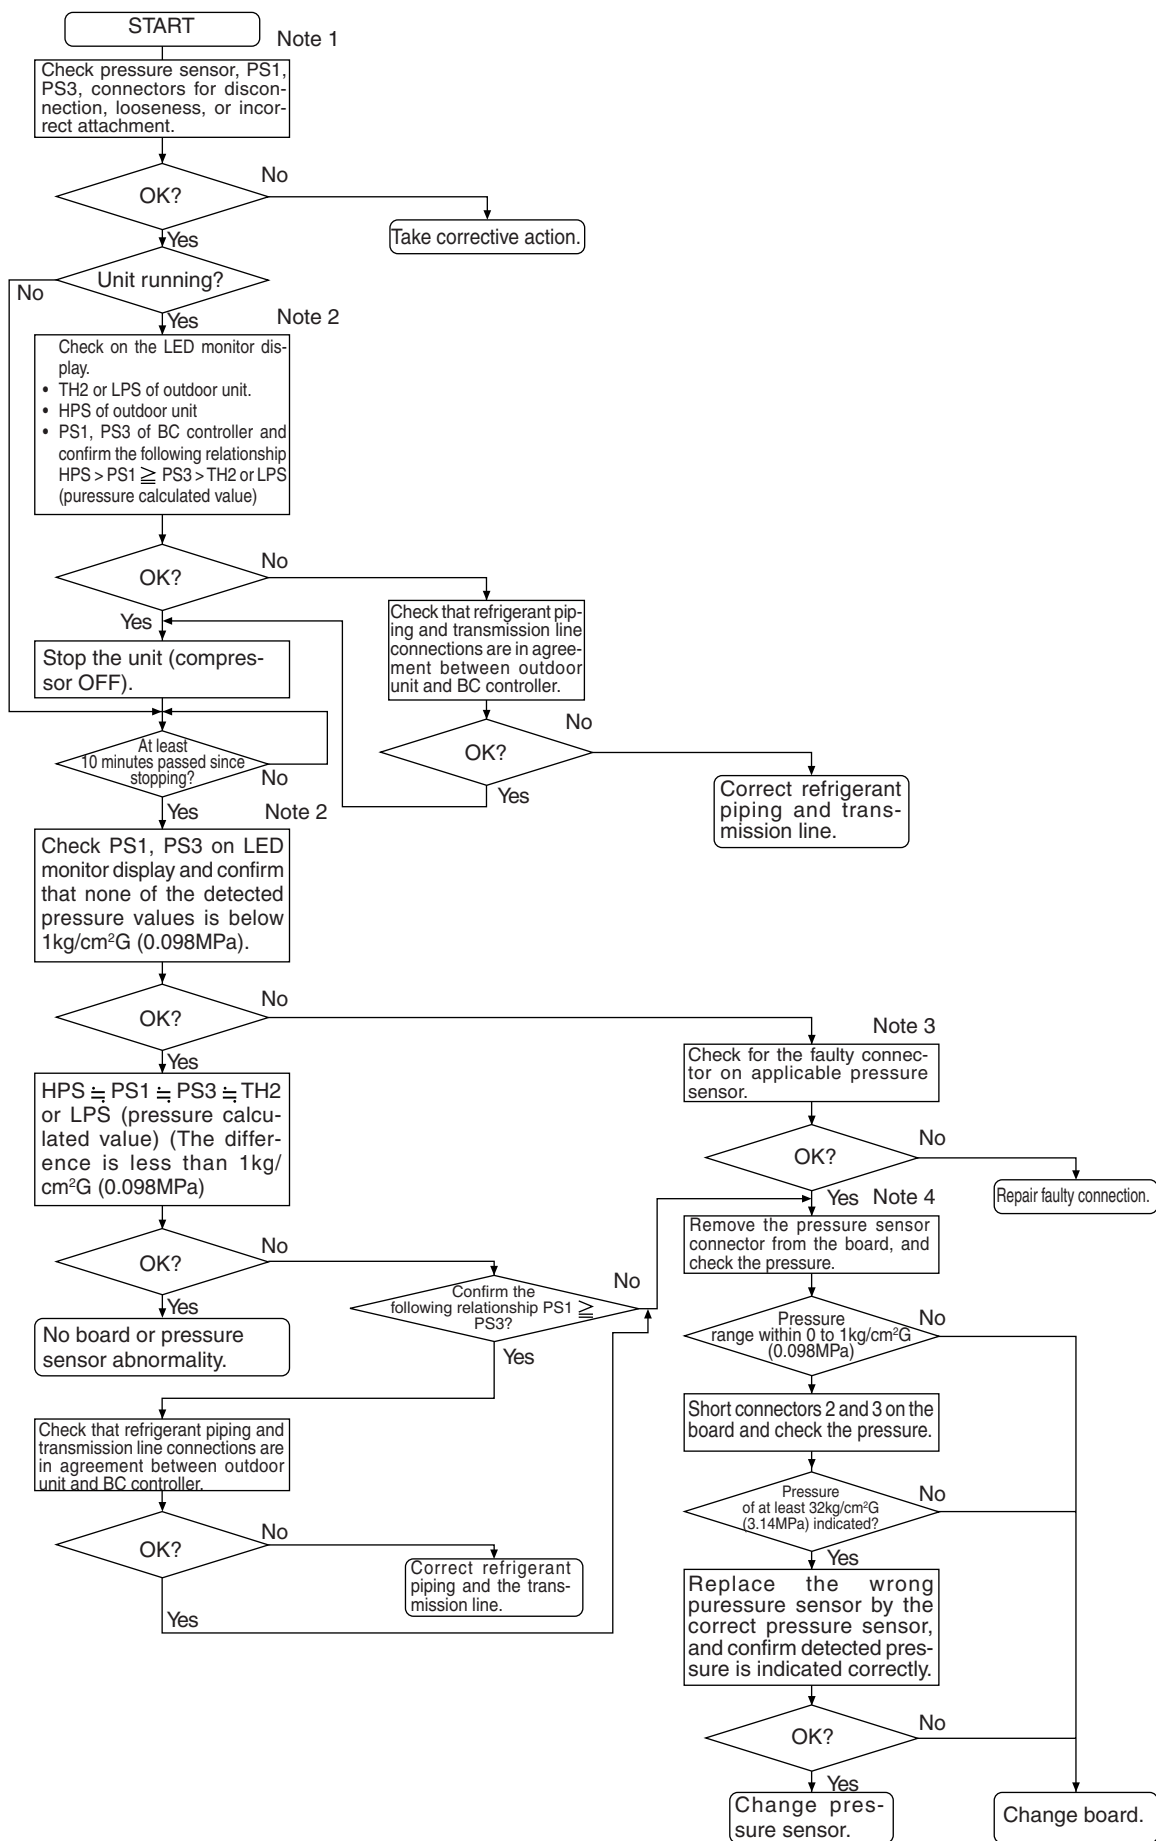 START
Note 1
Check pressure sensor, PS1,
PS3, connectors for discon-
nection, looseness, or incor-
rect attachment.
No
OK?
Yes
Take corrective action.
Unit running?
No
Yes
Note 2
Check on the LED monitor dis-
play.
• TH2 or LPS of outdoor unit.
• HPS of outdoor unit
• PS1, PS3 of BC controller and
confirm the following relationship
HPS > PS1 ≧ PS3 > TH2 or LPS
(puressure calculated value)
No
OK?
Yes
Check that refrigerant pip-
ing and transmission line
connections are in agree-
ment between outdoor
unit and BC controller.
Stop the unit (compres-
sor OFF).
No
OK?
Yes
At least
10 minutes passed since
stopping?
No
Yes
Correct refrigerant
piping and trans-
mission line.
Note 2
Check PS1, PS3 on LED
monitor display and confirm
that none of the detected
pressure values is below
1kg/cm²G (0.098MPa).
No
OK?
Yes
Note 3
Check for the faulty connec-
tor on applicable pressure
sensor.
HPS ≒ PS1 ≒ PS3 ≒ TH2
or LPS (pressure calcu-
lated value) (The differ-
ence is less than 1kg/
cm²G (0.098MPa)
No
OK?
Yes
Repair faulty connection.
Note 4
Remove the pressure sensor
connector from the board, and
check the pressure.
No
OK?
Yes
Confirm the
following relationship PS1 ≧
PS3?
No
Yes
No board or pressure
sensor abnormality.
Pressure
range within 0 to 1kg/cm²G
(0.098MPa)
No
Short connectors 2 and 3 on the
board and check the pressure.
Check that refrigerant piping and
transmission line connections are
in agreement between outdoor
unit and BC controller.
Pressure
of at least 32kg/cm²G
(3.14MPa) indicated?
No
Yes
No
OK?
Yes
Correct refrigerant
piping and the trans-
mission line.
Replace the wrong
puressure sensor by the
correct pressure sensor,
and confirm detected pres-
sure is indicated correctly.
No
OK?
Yes
Change pres-
sure sensor.
Change board.